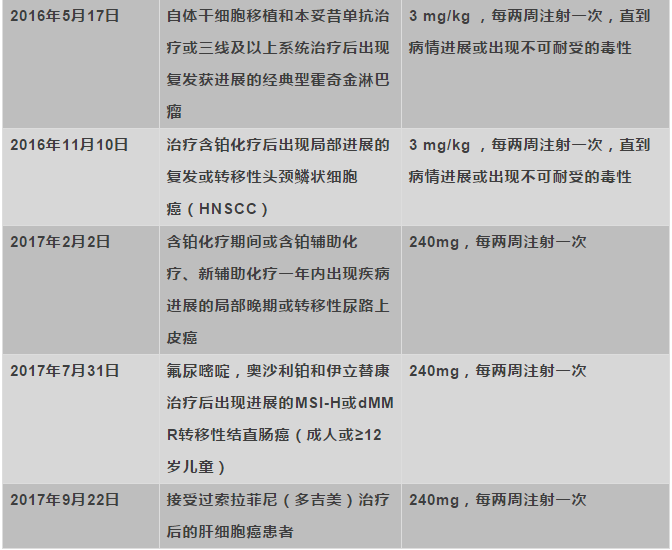 2016年5月17日
自体干细胞移植和本妥昔单抗治
疗或三线及以上系统治疗后出现
复发获进展的经典型霍奇金淋巴
瘤
3 mg/kg ，每两周注射一次，直到
病情进展或出现不可耐受的毒性
2016年11月10日
治疗含铂化疗后出现局部进展的
复发或转移性头颈鳞状细胞
癌（HNSCC）
3 mg/kg ，每两周注射一次，直到
病情进展或出现不可耐受的毒性
2017年2月2日
含铂化疗期间或含铂辅助化
疗、新辅助化疗一年内出现疾病
进展的局部晚期或转移性尿路上
皮癌
240mg，每两周注射一次
2017年7月31日
氟尿嘧啶，奥沙利铂和伊立替康
治疗后出现进展的MSI-H或dMM
R转移性结直肠癌（成人或≥12
岁儿童）
240mg，每两周注射一次
2017年9月22日
接受过索拉菲尼（多吉美）治疗
后的肝细胞癌患者
240mg，每两周注射一次